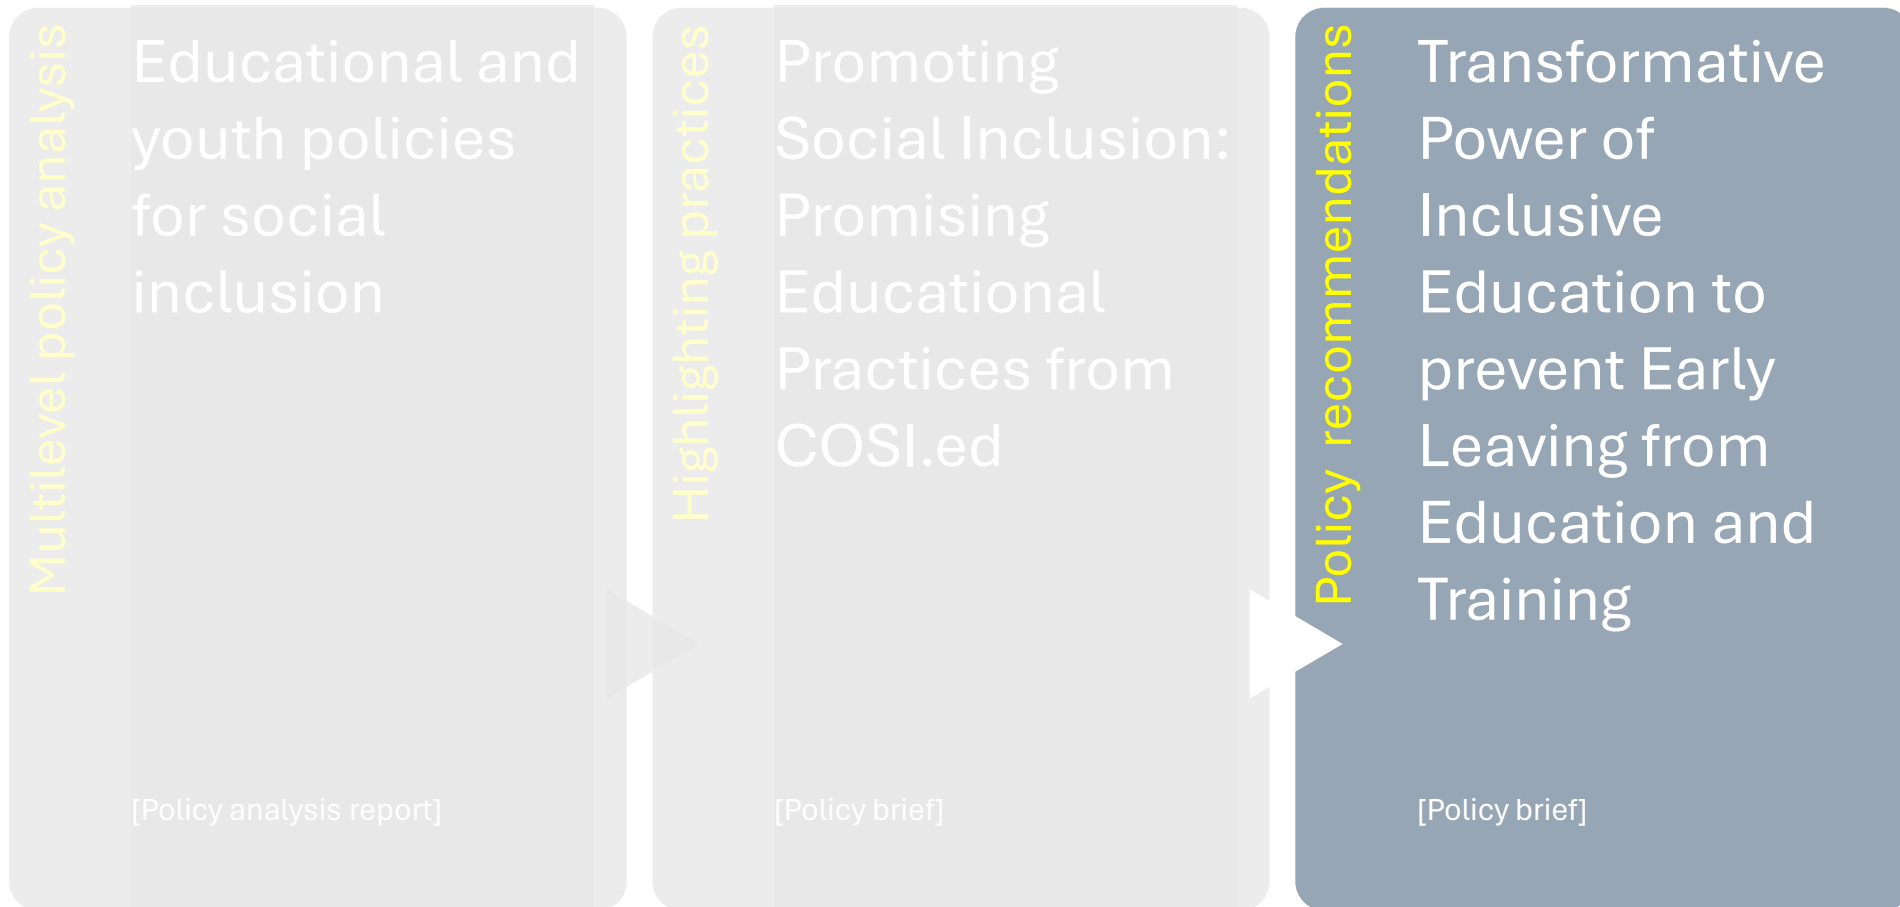 Multilevel policy analysis
Educational and
youth policies
for social
inclusion
[Policy analysis report]
Highlighting practices
Promoting
Social Inclusion:
Promising
Educational
Practices from
COSI.ed
[Policy brief]
Policy recommendations
Transformative
Power of
Inclusive
Education to
prevent Early
Leaving from
Education and
Training
[Policy brief]